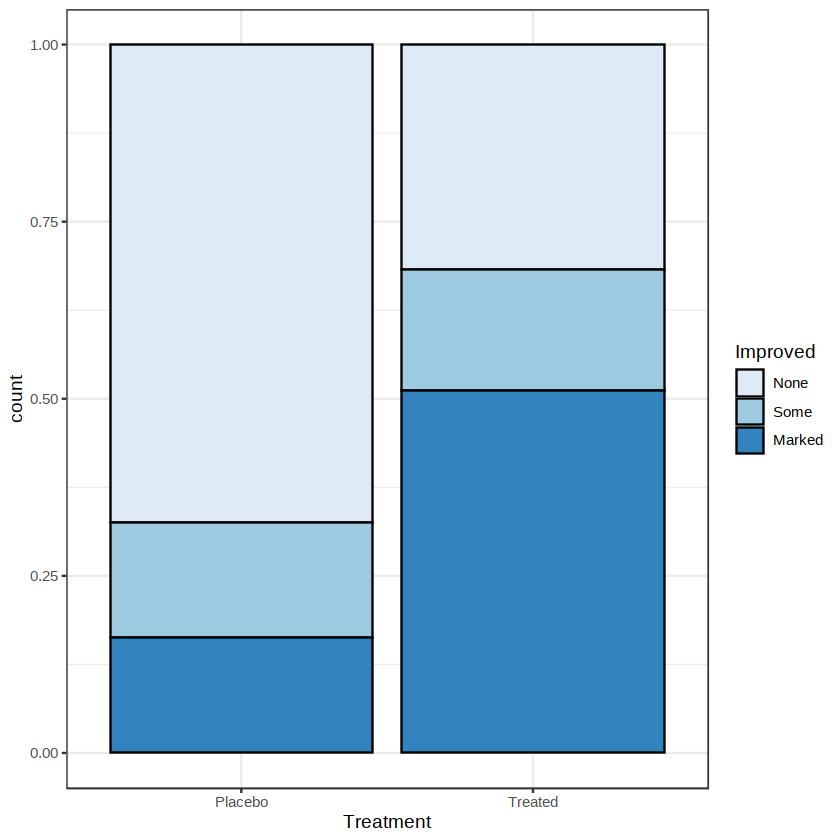 1.00
0.75
0.50
0.25
0.00
count
Placebo
Treated
Treatment
Improved
None
Some
Marked